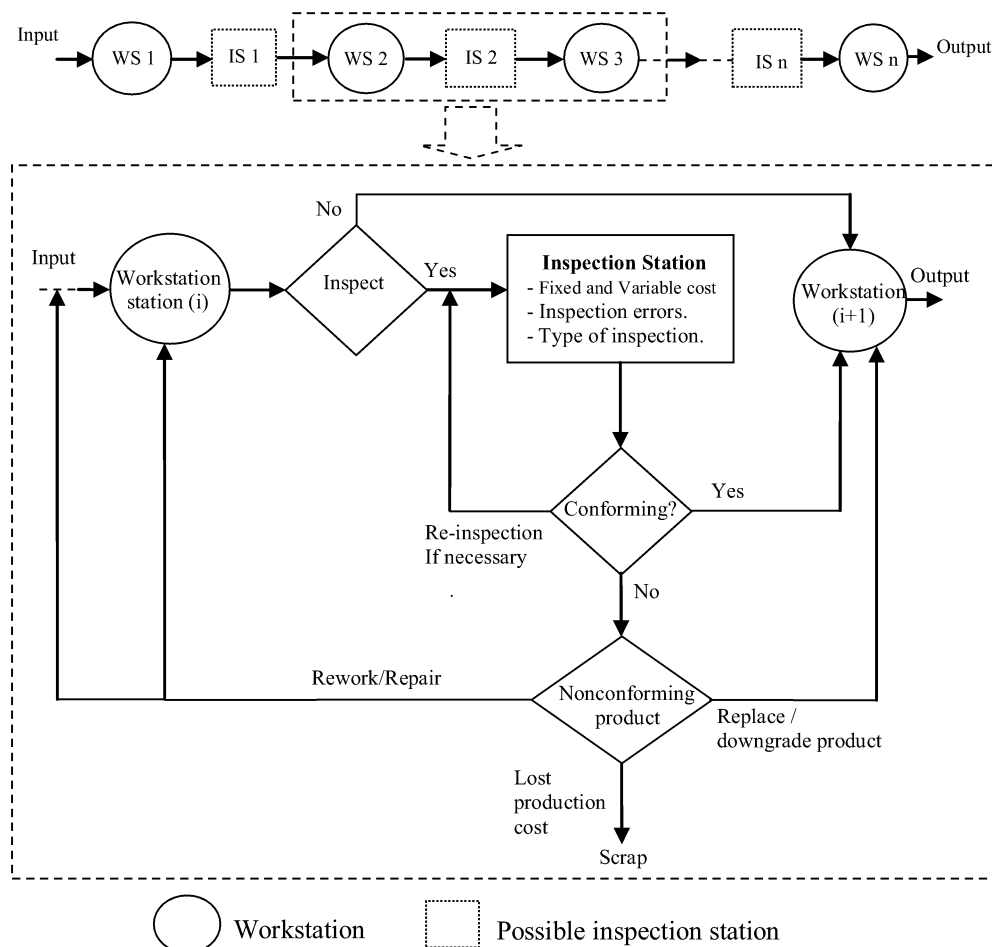 Input
WS 1
IS 1
WS 2
IS 2
WS 3
IS n
WS n
Output
No
Input
Workstation
station (i)
Inspect
Yes
Inspection Station
- Fixed and Variable cost
- Inspection errors.
- Type of inspection.
Workstation
(i+1)
Output
Conforming?
Yes
Re-inspection
If necessary
.
No
Rework/Repair
Nonconforming
product
Replace /
downgrade product
Lost
production
cost
Scrap
Workstation
Possible inspection station